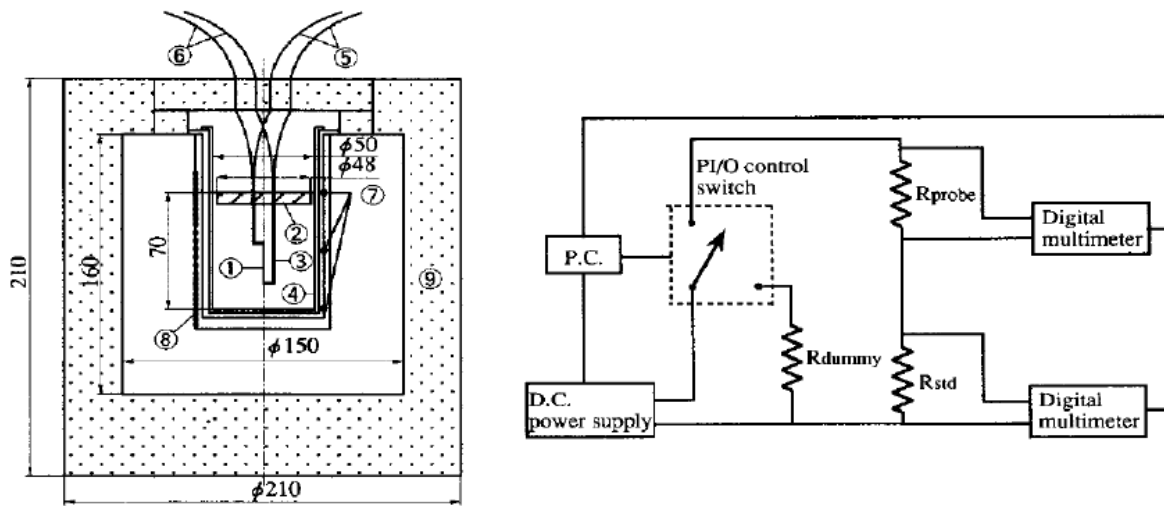 ⑥
⑤
ϕ50
ϕ48
⑦
②
70
①
③
④
210
160
⑨
⑧
ϕ150
ϕ210
PI/O control
switch
Rprobe
Digital
multimeter
P.C.
Rdummy
Rstd
D.C.
power supply
Digital
multimeter